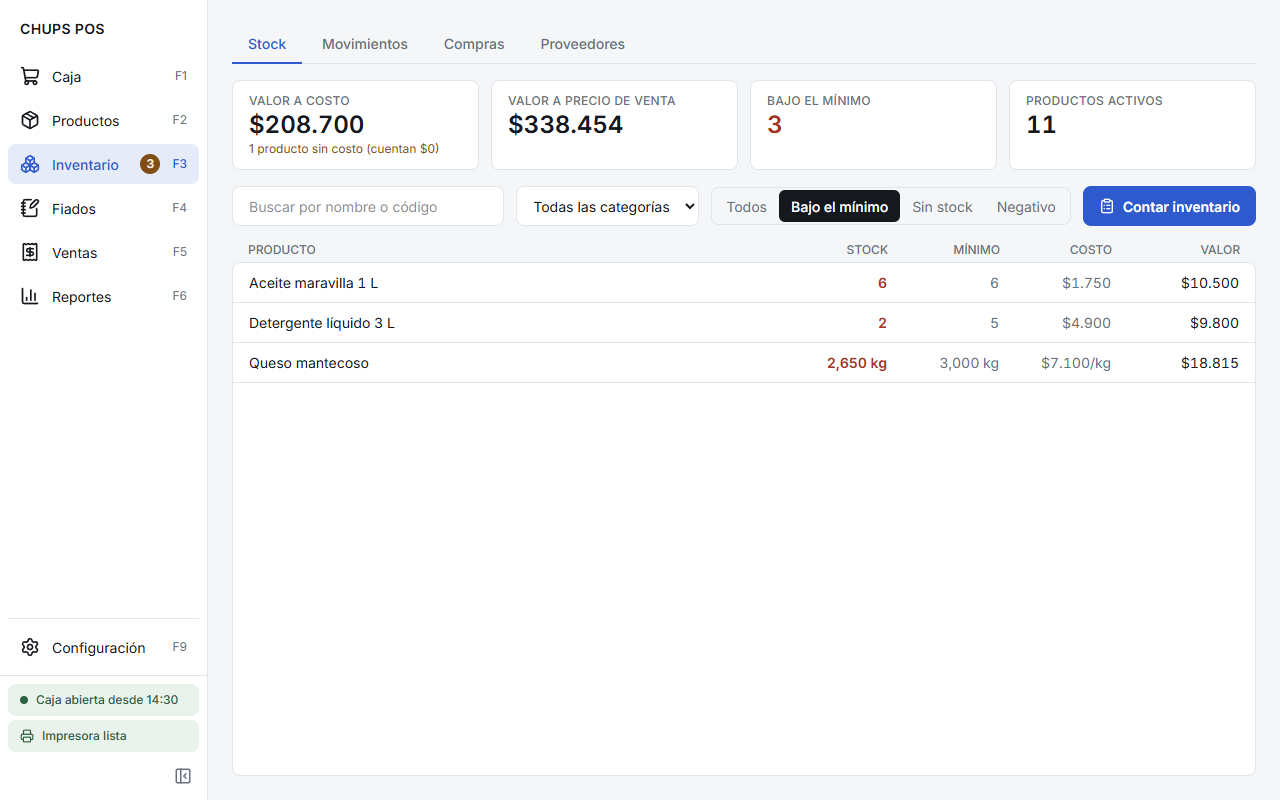 CHUPS POS
Caja F1
Productos F2
Inventario 3 F3
Fiados F4
Ventas F5
Reportes F6
Configuración F9
Caja abierta desde 14:30
Impresora lista
Stock Movimientos Compras Proveedores
VALOR A COSTO
$208.700
1 producto sin costo (cuentan $0)
VALOR A PRECIO DE VENTA
$338.454
BAJO EL MÍNIMO
3
PRODUCTOS ACTIVOS
11
Buscar por nombre o código Todas las categorías Todos Bajo el mínimo Sin stock Negativo Contar inventario
PRODUCTO STOCK MÍNIMO COSTO VALOR
Aceite maravilla 1 L 6 6 $1.750 $10.500
Detergente líquido 3 L 2 5 $4.900 $9.800
Queso mantecoso 2,650 kg 3,000 kg $7.100/kg $18.815